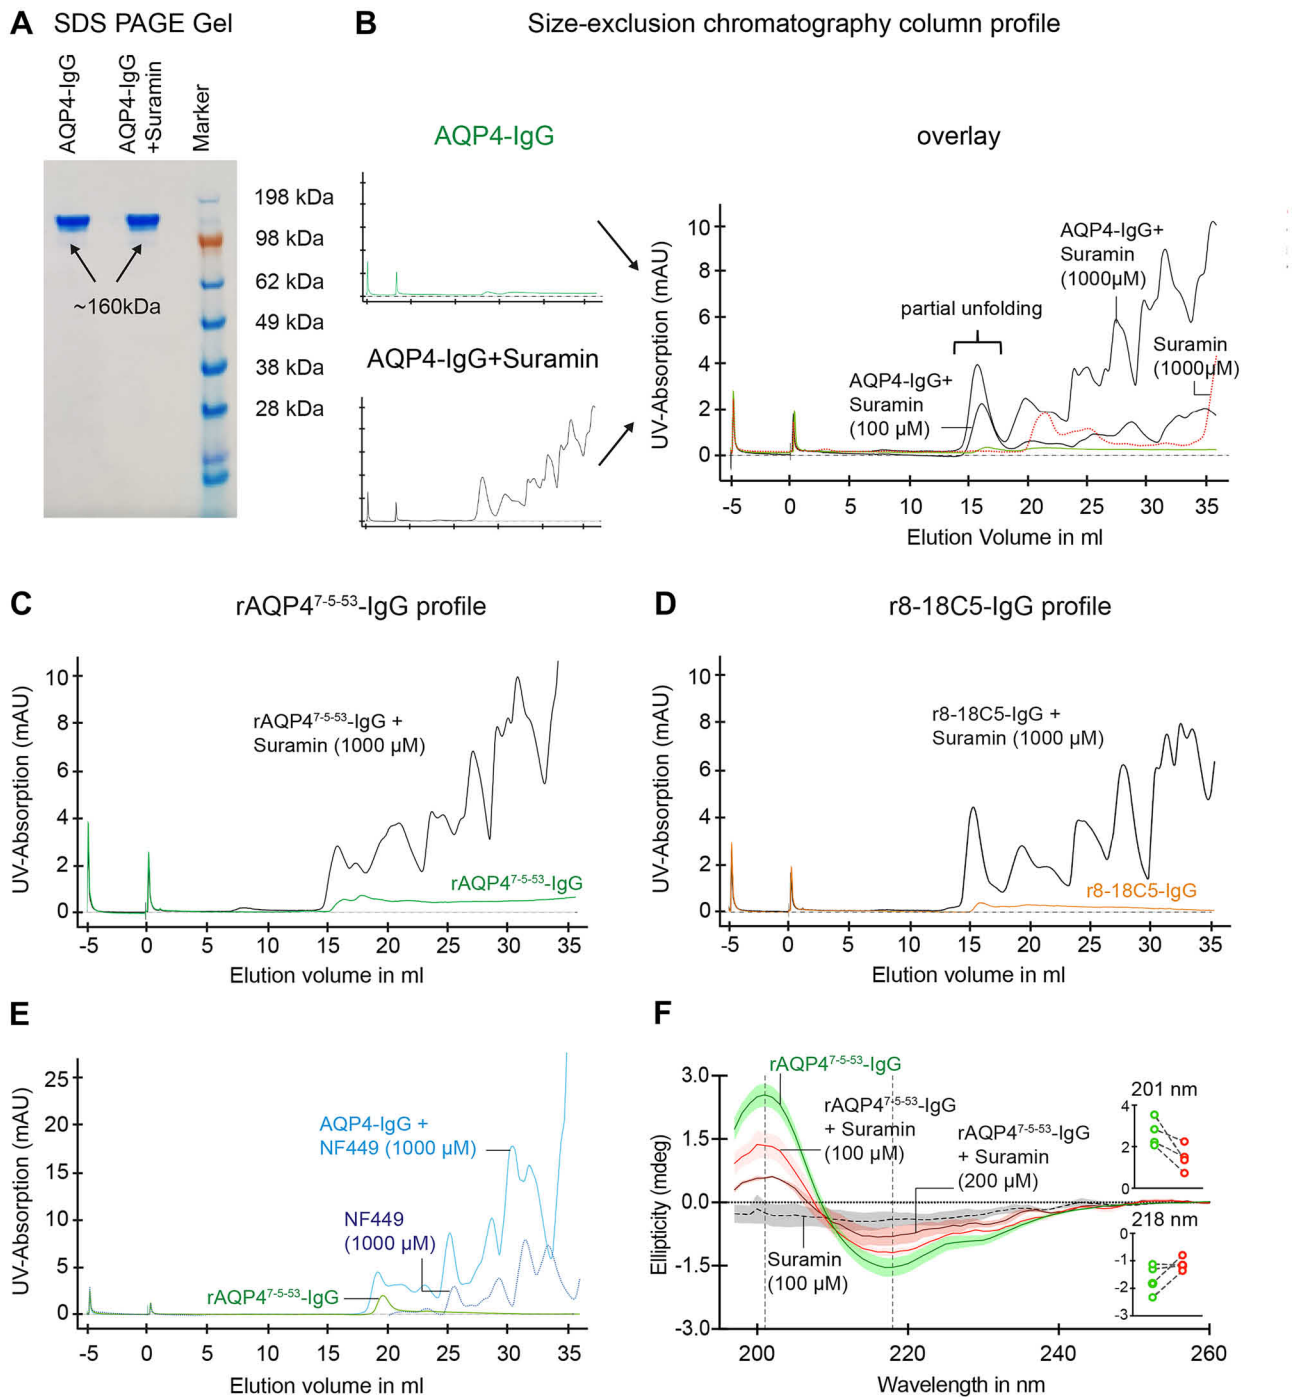 A SDS PAGE Gel
AQP4-IgG
AQP4-IgG
+Suramin
Marker
198 kDa
98 kDa
62 kDa
49 kDa
38 kDa
28 kDa
~160kDa
B Size-exclusion chromatography column profile
AQP4-IgG
AQP4-IgG+Suramin
overlay
UV-Absorption (mAU)
10
8
6
4
2
0
AQP4-IgG+
Suramin
(1000µM)
partial unfolding
AQP4-IgG+
Suramin
(100 µM)
Suramin
(1000µM)
-5 0 5 10 15 20 25 30 35
Elution Volume in ml
C rAQP4⁷⁻⁵⁻⁵³-IgG profile
UV-Absorption (mAU)
10
8
6
4
2
0
rAQP4⁷⁻⁵⁻⁵³-IgG +
Suramin (1000 µM)
rAQP4⁷⁻⁵⁻⁵³-IgG
-5 0 5 10 15 20 25 30 35
Elution volume in ml
D r8-18C5-IgG profile
UV-Absorption (mAU)
10
8
6
4
2
0
r8-18C5-IgG +
Suramin (1000 µM)
r8-18C5-IgG
-5 0 5 10 15 20 25 30 35
Elution volume in ml
E
UV-Absorption (mAU)
25
20
15
10
5
0
AQP4-IgG +
NF449 (1000 µM)
NF449
(1000 µM)
rAQP4⁷⁻⁵⁻⁵³-IgG
-5 0 5 10 15 20 25 30 35
Elution volume in ml
F
Ellipticity (mdeg)
3.0
1.5
0.0
-1.5
-3.0
rAQP4⁷⁻⁵⁻⁵³-IgG
rAQP4⁷⁻⁵⁻⁵³-IgG
+ Suramin
(100 µM)
rAQP4⁷⁻⁵⁻⁵³-IgG
+ Suramin
(200 µM)
Suramin
(100 µM)
201 nm
4
2
0
218 nm
0
-1
-2
-3
200 220 240 260
Wavelength in nm